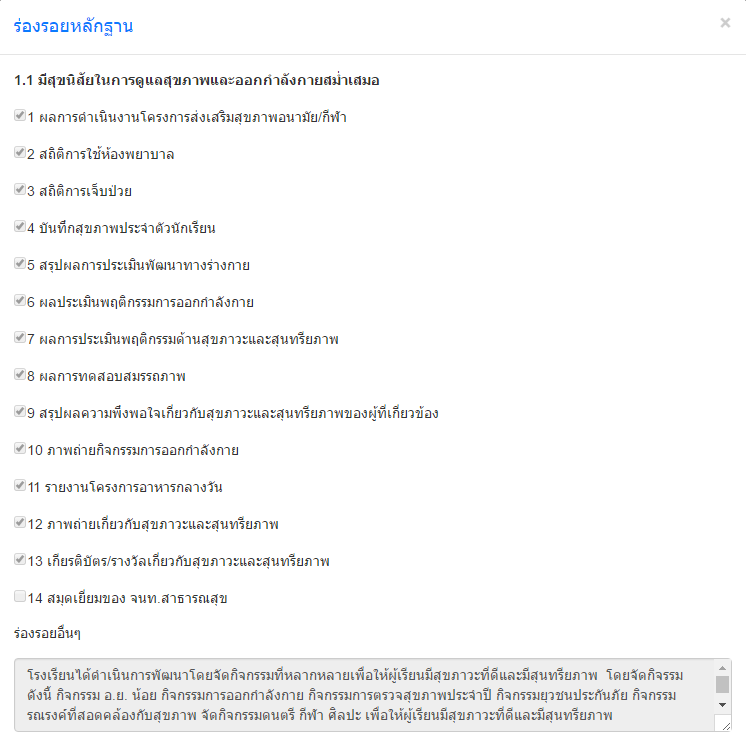 ร่องรอยหลักฐาน
×
1.1 มีสุขนิสัยในการดูแลสุขภาพและออกกำลังกายสม่ำเสมอ
1 ผลการดำเนินงานโครงการส่งเสริมสุขภาพอนามัย/กีฬา
2 สถิติการใช้ห้องพยาบาล
3 สถิติการเจ็บป่วย
4 บันทึกสุขภาพประจำตัวนักเรียน
5 สรุปผลการประเมินพัฒนาทางร่างกาย
6 ผลประเมินพฤติกรรมการออกกำลังกาย
7 ผลการประเมินพฤติกรรมด้านสุขภาวะและสุนทรียภาพ
8 ผลการทดสอบสมรรถภาพ
9 สรุปผลความพึงพอใจเกี่ยวกับสุขภาวะและสุนทรียภาพของผู้ที่เกี่ยวข้อง
10 ภาพถ่ายกิจกรรมการออกกำลังกาย
11 รายงานโครงการอาหารกลางวัน
12 ภาพถ่ายเกี่ยวกับสุขภาวะและสุนทรียภาพ
13 เกียรติบัตร/รางวัลเกี่ยวกับสุขภาวะและสุนทรียภาพ
14 สมุดเยี่ยมของ จนท.สาธารณสุข
ร่องรอยอื่นๆ
โรงเรียนได้ดำเนินการพัฒนาโดยจัดกิจกรรมที่หลากหลายเพื่อให้ผู้เรียนมีสุขภาวะที่ดีและมีสุนทรียภาพ โดยจัดกิจกรรม
ดังนี้ กิจกรรม อ.ย. น้อย กิจกรรมการออกกำลังกาย กิจกรรมการตรวจสุขภาพประจำปี กิจกรรมยุวชนประกันภัย กิจกรรม
รณรงค์ที่สอดคล้องกับสุขภาพ จัดกิจกรรมดนตรี กีฬา ศิลปะ เพื่อให้ผู้เรียนมีสุขภาวะที่ดีและมีสุนทรียภาพ